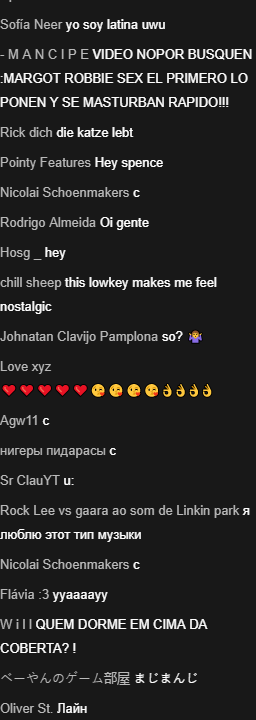 Sofía Neer yo soy latina uwu
- M A N C I P E VIDEO NOPOR BUSQUEN
:MARGOT ROBBIE SEX EL PRIMERO LO
PONEN Y SE MASTURBAN RAPIDO!!!
Rick dich die katze lebt
Pointy Features Hey spence
Nicolai Schoenmakers c
Rodrigo Almeida Oi gente
Hosg _ hey
chill sheep this lowkey makes me feel
nostalgic
Johnatan Clavijo Pamplona so? 🤷‍♀️
Love xyz
❤️❤️❤️❤️❤️😘😘😘😘👌👌👌👌
Agw11 c
нигеры пидарасы c
Sr ClauYT u:
Rock Lee vs gaara ao som de Linkin park я
люблю этот тип музыки
Nicolai Schoenmakers c
Flávia :3 yyaaaayy
W i l l QUEM DORME EM CIMA DA
COBERTA? !
べーやんのゲーム部屋 まじまんじ
Oliver St. Лайн